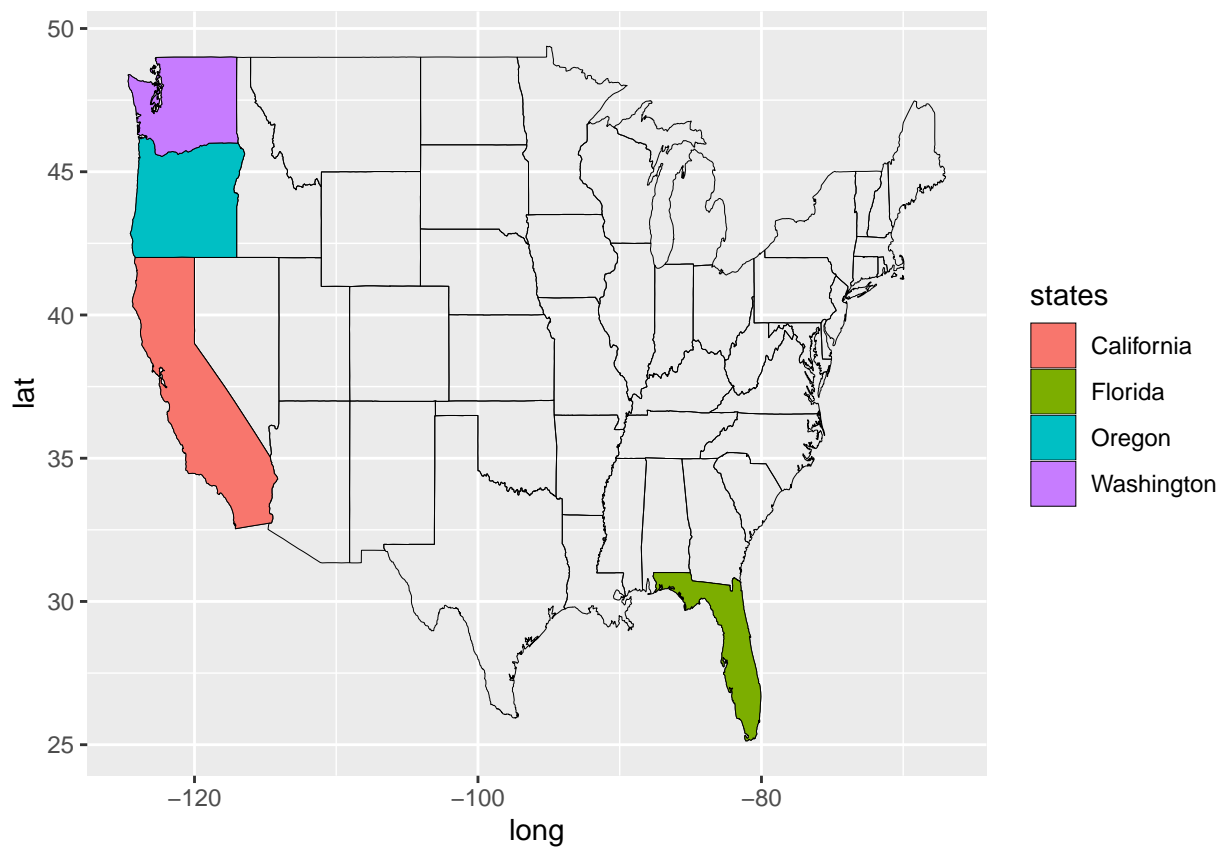 50
45
40
35
30
25
lat
−120
−100
−80
long
states
California
Florida
Oregon
Washington